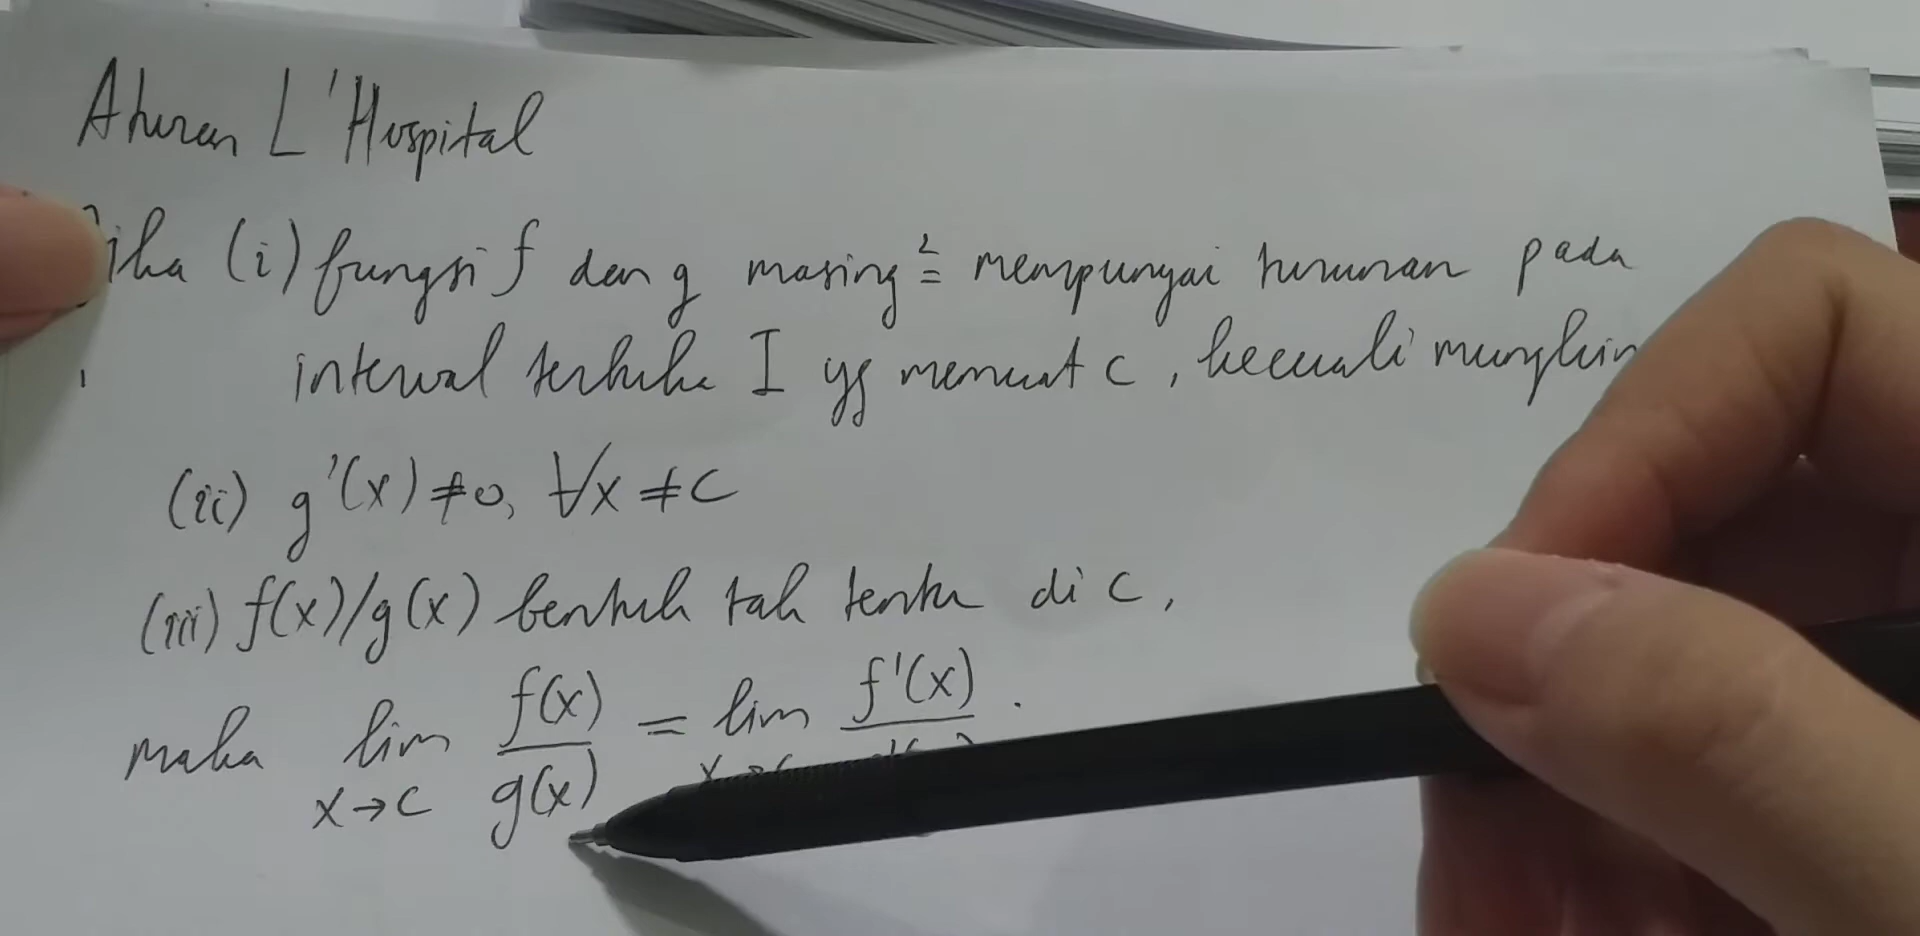 Aturan L'Hospital
Jika (i) fungsi f dan g masing² mempunyai turunan pada
interval terbuka I yg memuat c, kecuali mungkin
(ii) g'(x) ≠ 0, ∀x ≠ c
(iii) f(x)/g(x) bentuk tak tentu di c,
maka lim x→c f(x)/g(x) = lim f'(x)